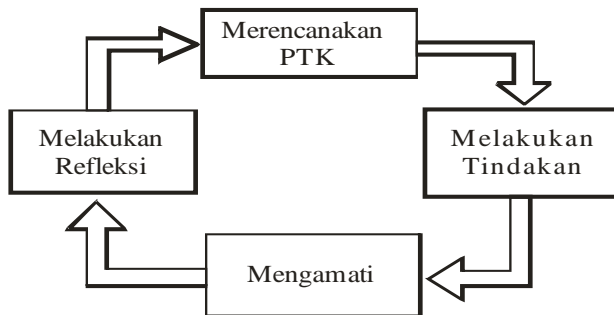 Merencanakan
PTK
Melakukan
Tindakan
Mengamati
Melakukan
Refleksi